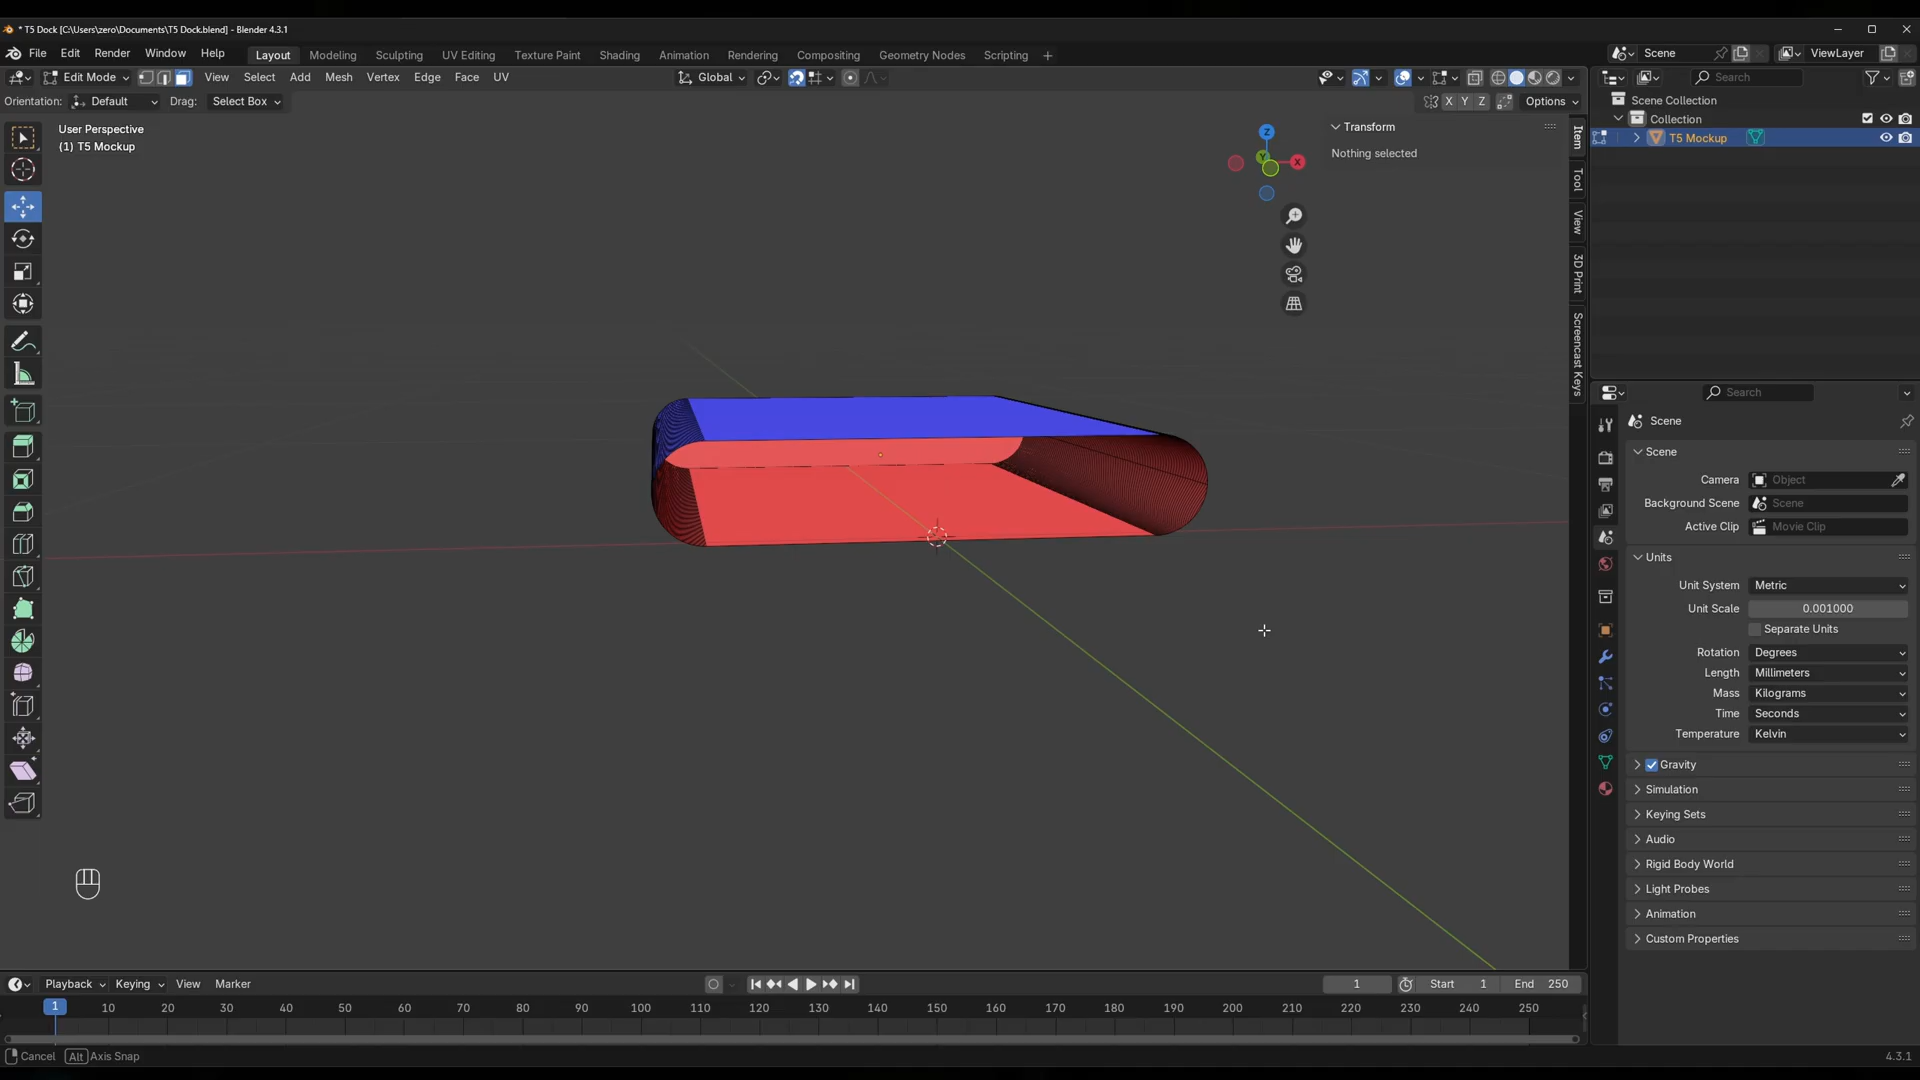 * T5 Dock [C:\Users\zero\Documents\T5 Dock.blend] - Blender 4.3.1
File Edit Render Window Help Layout Modeling Sculpting UV Editing Texture Paint Shading Animation Rendering Compositing Geometry Nodes Scripting + Scene ViewLayer
Edit Mode View Select Add Mesh Vertex Edge Face UV Global Search
Orientation: Default Drag: Select Box X Y Z Options
Scene Collection
Collection
T5 Mockup
User Perspective
(1) T5 Mockup
Z
Y
X
Transform
Nothing selected
Item
Tool
View
3D Print
Screencast Keys
Search
Scene
Scene
Camera Object
Background Scene Scene
Active Clip Movie Clip
Units
Unit System Metric
Unit Scale 0.001000
Separate Units
Rotation Degrees
Length Millimeters
Mass Kilograms
Time Seconds
Temperature Kelvin
Gravity
Simulation
Keying Sets
Audio
Rigid Body World
Light Probes
Animation
Custom Properties
Playback Keying View Marker 1 Start 1 End 250
1 10 20 30 40 50 60 70 80 90 100 110 120 130 140 150 160 170 180 190 200 210 220 230 240 250
Cancel Alt Axis Snap 4.3.1